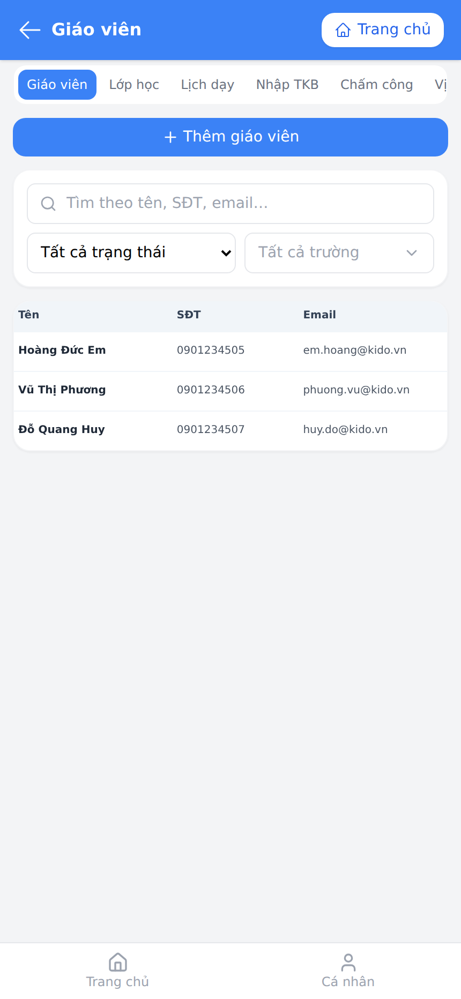 Giáo viên
Trang chủ
Giáo viên Lớp học Lịch dạy Nhập TKB Chấm công Vị
+ Thêm giáo viên
Tìm theo tên, SĐT, email...
Tất cả trạng thái Tất cả trường
Tên SĐT Email
Hoàng Đức Em 0901234505 em.hoang@kido.vn
Vũ Thị Phương 0901234506 phuong.vu@kido.vn
Đỗ Quang Huy 0901234507 huy.do@kido.vn
Trang chủ Cá nhân